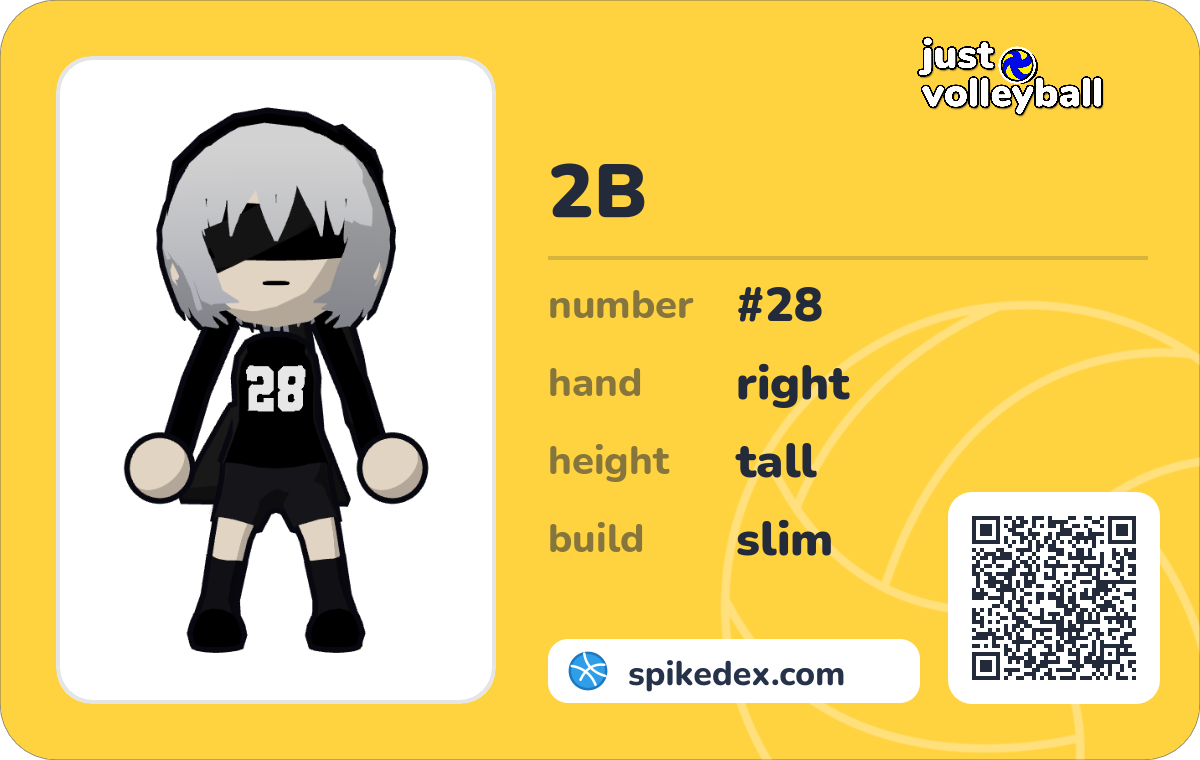 just
volleyball
2B
number #28
hand right
height tall
build slim
28
spikedex.com